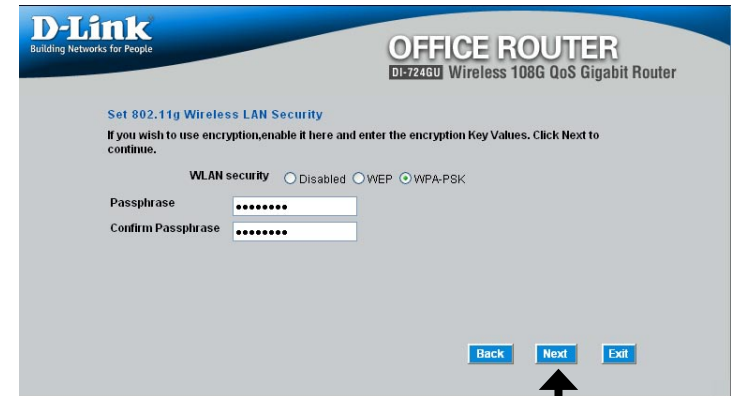 D-Link
Building Networks for People
OFFICE ROUTER
DI-724GU Wireless 108G QoS Gigabit Router
Set 802.11g Wireless LAN Security
If you wish to use encryption,enable it here and enter the encryption Key Values. Click Next to
continue.
WLAN security Disabled WEP WPA-PSK
Passphrase ••••••••
Confirm Passphrase ••••••••
Back Next Exit